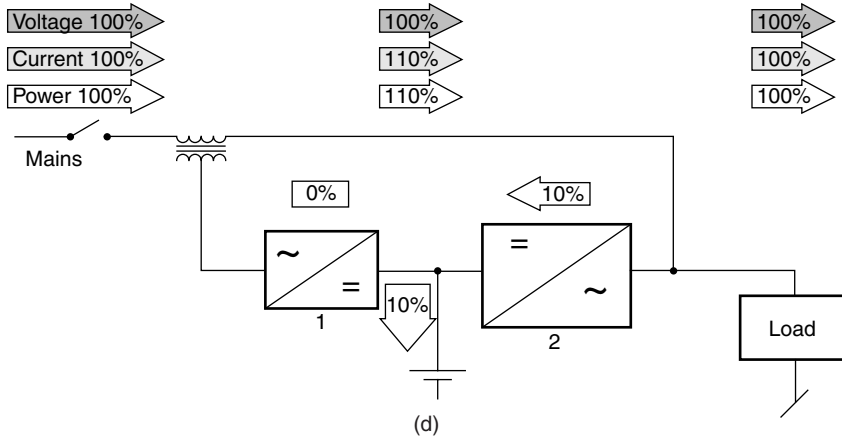 Voltage 100% 100% 100%
Current 100% 110% 100%
Power 100% 110% 100%
Mains
0% 10%
~ = = ~
10%
1 2
Load
(d)